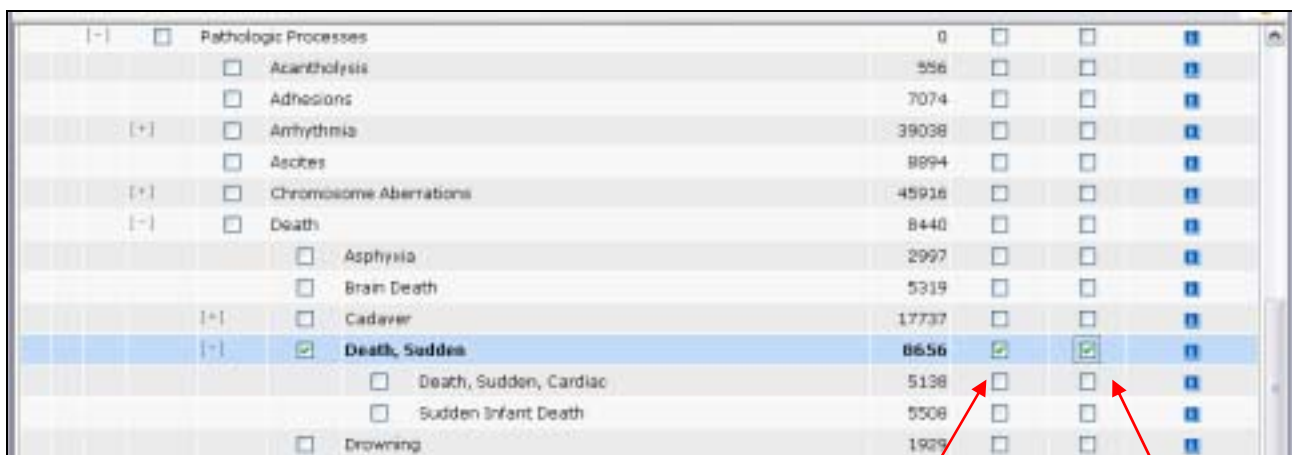 [-] Pathologic Processes 0
Acantholysis 556
Adhesions 7074
[+] Arrhythmia 39038
Ascites 8894
[+] Chromosome Aberrations 45916
[-] Death 8440
Asphyxia 2997
Brain Death 5319
[+] Cadaver 17737
[-] Death, Sudden 8656
Death, Sudden, Cardiac 5138
Sudden Infant Death 5508
Drowning 1929